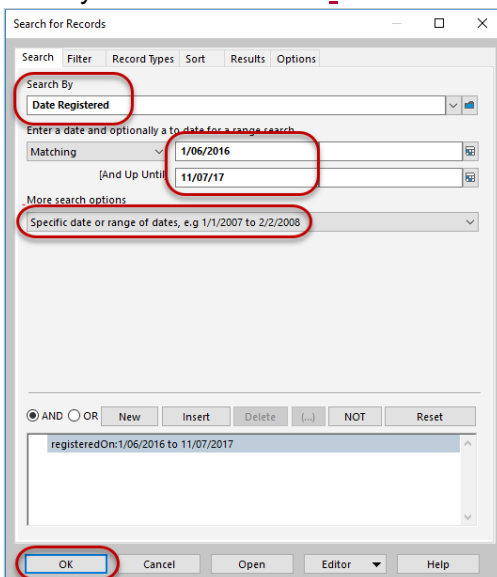 Search for Records
Search Filter Record Types Sort Results Options
Search By
Date Registered
Enter a date and optionally a to date for a range search
Matching 1/06/2016
[And Up Until 11/07/17
More search options
Specific date or range of dates, e.g 1/1/2007 to 2/2/2008
AND OR New Insert Delete (...) NOT Reset
registeredOn:1/06/2016 to 11/07/2017
OK Cancel Open Editor Help